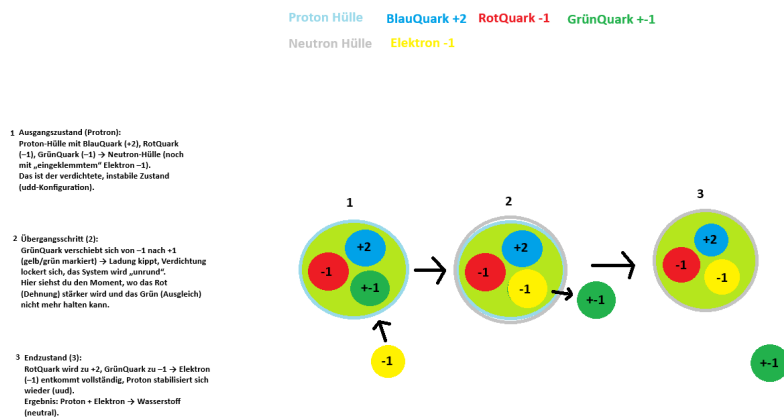 Proton Hülle BlauQuark +2 RotQuark -1 GrünQuark +-1
Neutron Hülle Elektron -1
1 Ausgangszustand (Protron):
Proton-Hülle mit BlauQuark (+2), RotQuark
(–1), GrünQuark (–1) → Neutron-Hülle (noch
mit „eingeklemmtem“ Elektron –1).
Das ist der verdichtete, instabile Zustand
(udd-Konfiguration).
2 Übergangsschritt (2):
GrünQuark verschiebt sich von –1 nach +1
(gelb/grün markiert) → Ladung kippt, Verdichtung
lockert sich, das System wird „unrund“.
Hier siehst du den Moment, wo das Rot
(Dehnung) stärker wird und das Grün (Ausgleich)
nicht mehr halten kann.
3 Endzustand (3):
RotQuark wird zu +2, GrünQuark zu –1 → Elektron
(–1) entkommt vollständig, Proton stabilisiert sich
wieder (uud).
Ergebnis: Proton + Elektron → Wasserstoff
(neutral).
1
+2
-1
+-1
-1
2
+2
-1
-1
+-1
3
+2
-1
-1
+-1